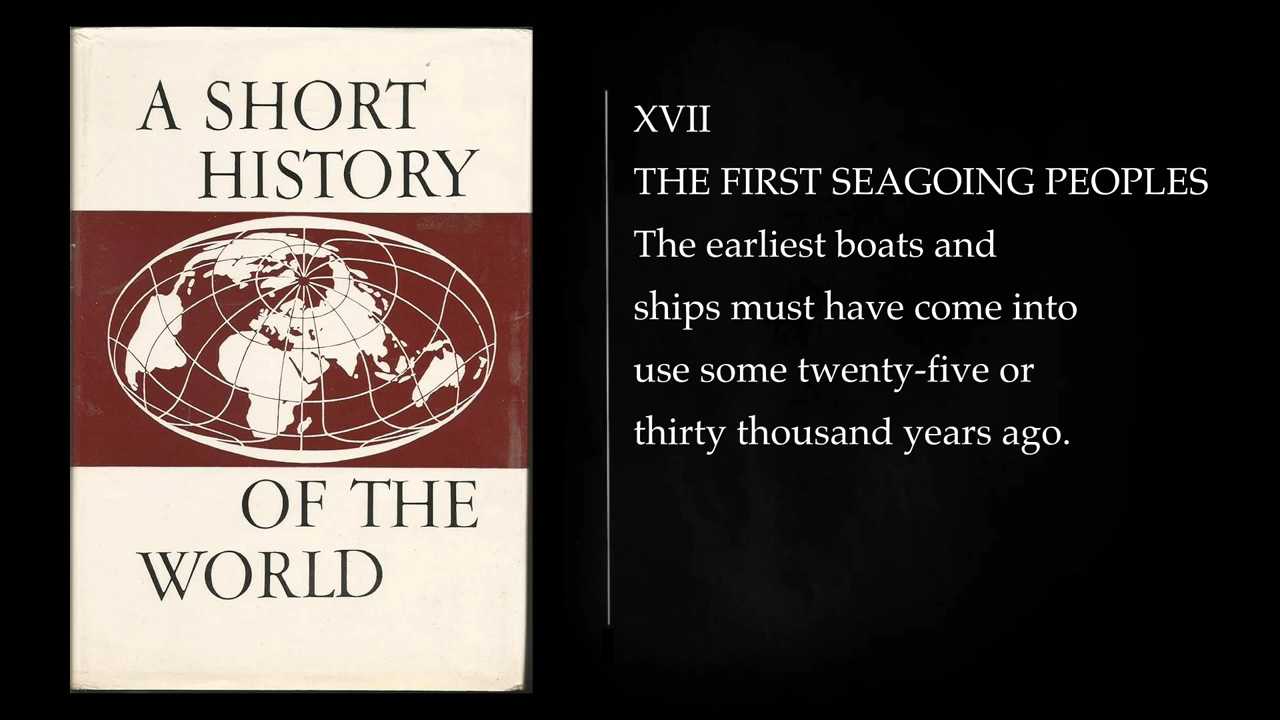 A SHORT
HISTORY
OF THE
WORLD
XVII
THE FIRST SEAGOING PEOPLES
The earliest boats and
ships must have come into
use some twenty-five or
thirty thousand years ago.